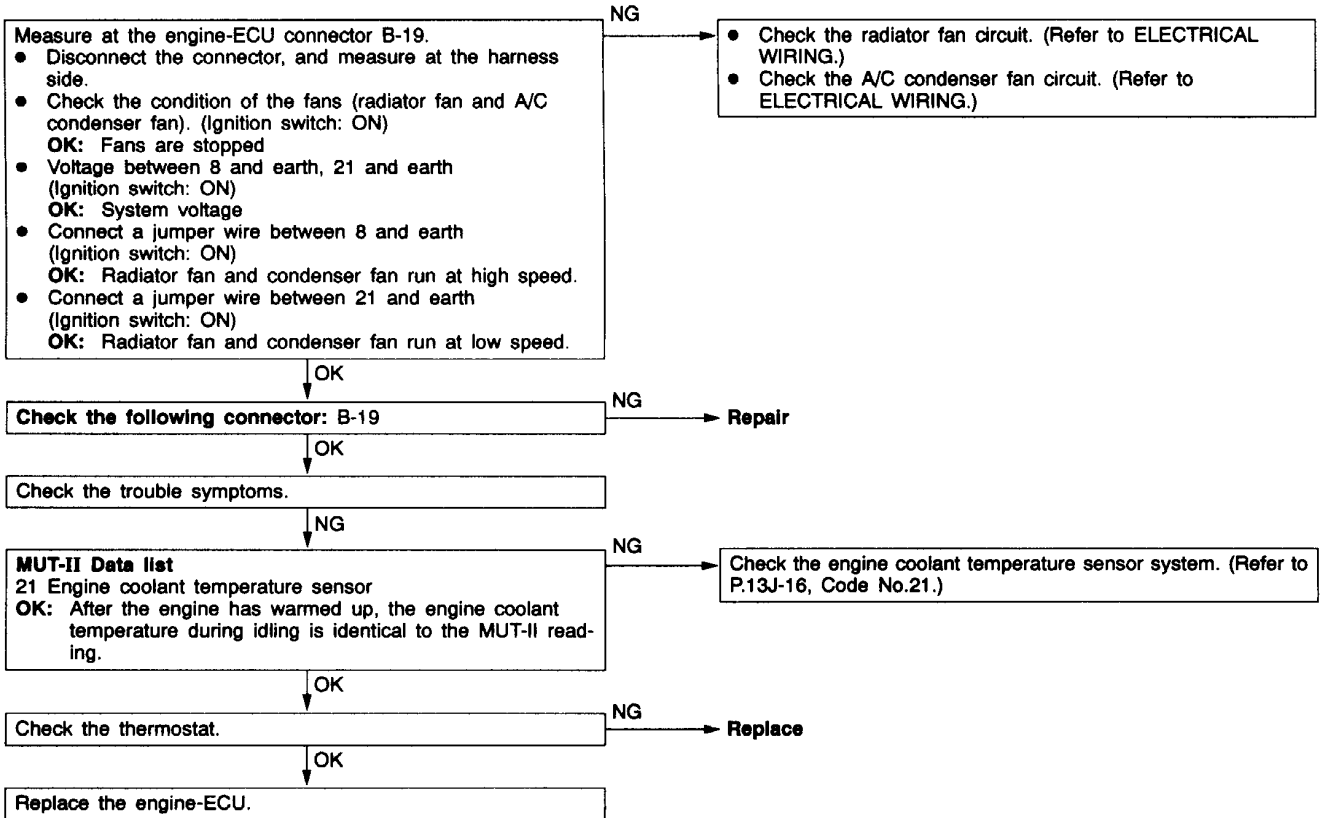 NG
Measure at the engine-ECU connector B-19.
● Disconnect the connector, and measure at the harness
side.
● Check the condition of the fans (radiator fan and A/C
condenser fan). (Ignition switch: ON)
OK: Fans are stopped
● Voltage between 8 and earth, 21 and earth
(Ignition switch: ON)
OK: System voltage
● Connect a jumper wire between 8 and earth
(Ignition switch: ON)
OK: Radiator fan and condenser fan run at high speed.
● Connect a jumper wire between 21 and earth
(Ignition switch: ON)
OK: Radiator fan and condenser fan run at low speed.
● Check the radiator fan circuit. (Refer to ELECTRICAL
WIRING.)
● Check the A/C condenser fan circuit. (Refer to
ELECTRICAL WIRING.)
OK
Check the following connector: B-19
NG
Repair
OK
Check the trouble symptoms.
NG
MUT-II Data list
21 Engine coolant temperature sensor
OK: After the engine has warmed up, the engine coolant
temperature during idling is identical to the MUT-II read-
ing.
NG
Check the engine coolant temperature sensor system. (Refer to
P.13J-16, Code No.21.)
OK
Check the thermostat.
NG
Replace
OK
Replace the engine-ECU.